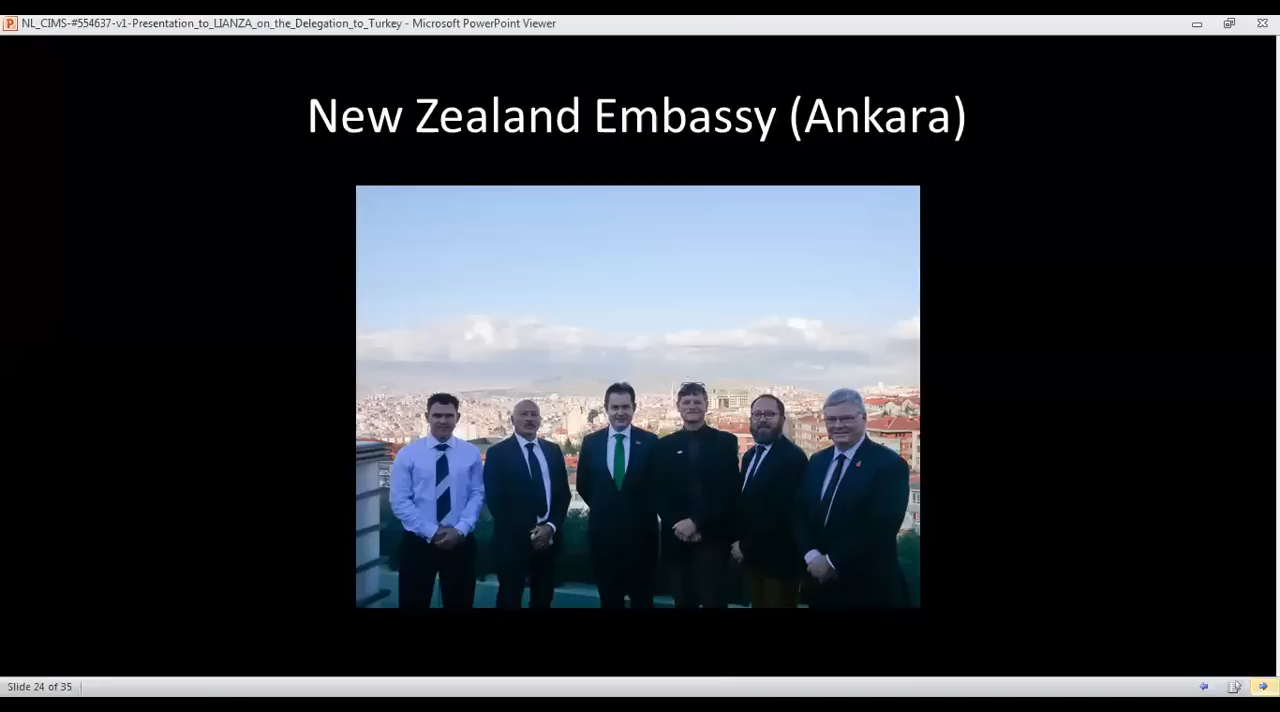 NL_CIMS-#554637-v1-Presentation_to_LIANZA_on_the_Delegation_to_Turkey - Microsoft PowerPoint Viewer
New Zealand Embassy (Ankara)
Slide 24 of 35